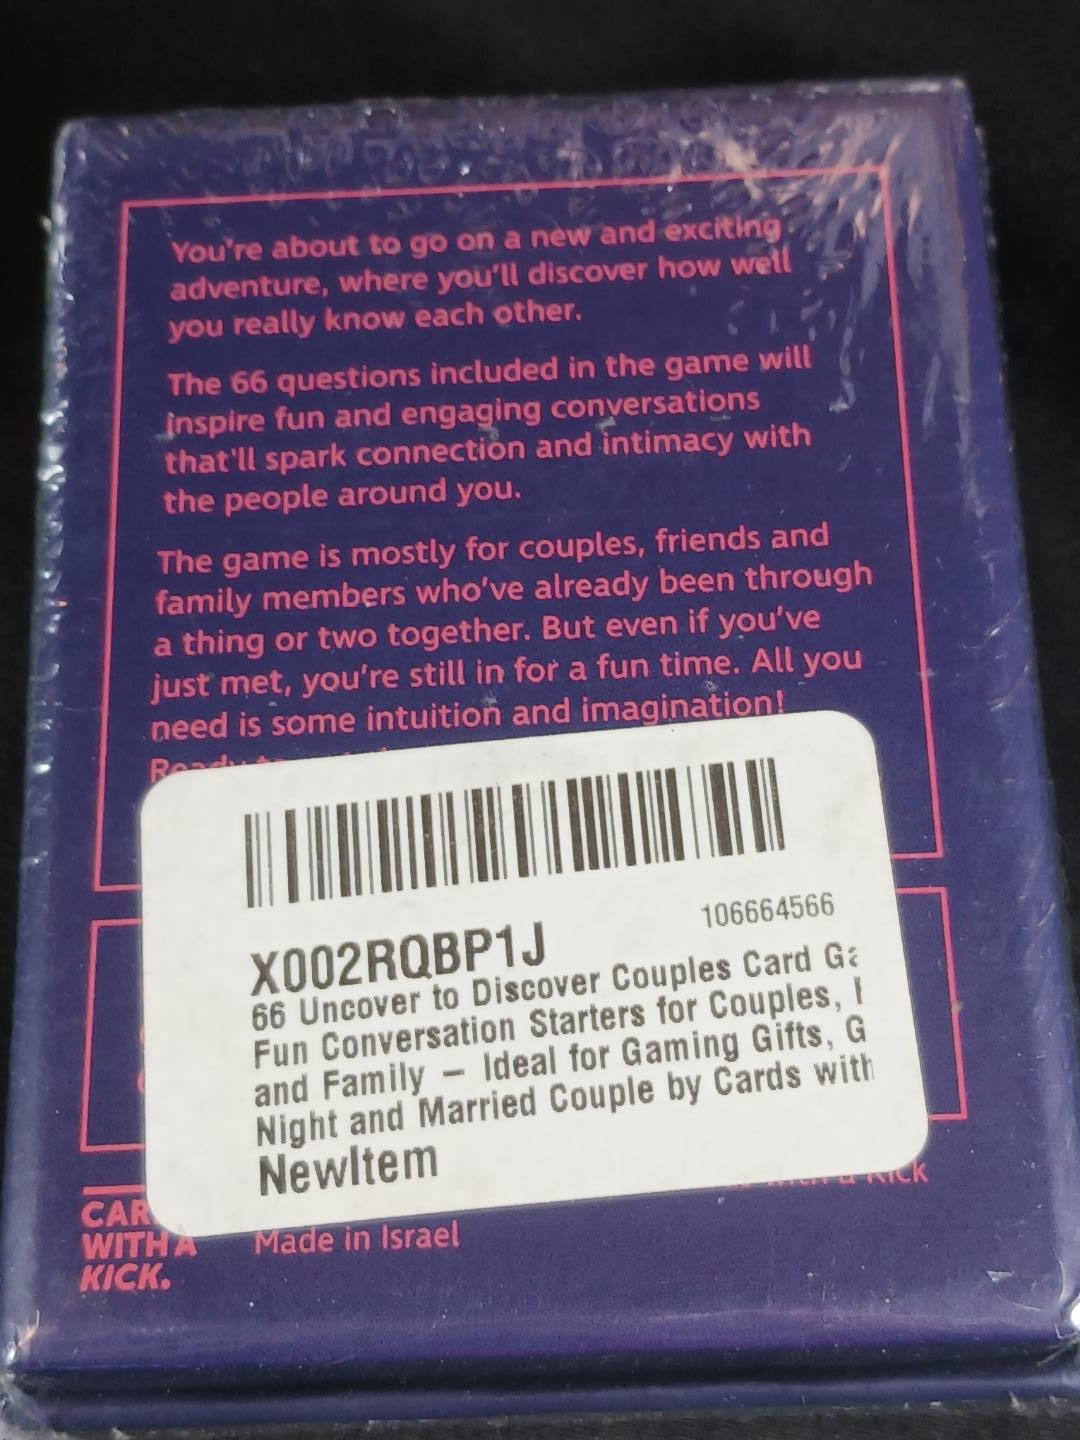 You're about to go on a new and exciting
adventure, where you'll discover how well
you really know each other.
The 66 questions included in the game will
inspire fun and engaging conversations
that'll spark connection and intimacy with
the people around you.
The game is mostly for couples, friends and
family members who've already been through
a thing or two together. But even if you've
just met, you're still in for a fun time. All you
need is some intuition and imagination!
106664566
X002RQBP1J
66 Uncover to Discover Couples Card Ga
Fun Conversation Starters for Couples,
and Family – Ideal for Gaming Gifts, G
Night and Married Couple by Cards with
NewItem
a Kick
CAR
WITH A
KICK.
Made in Israel